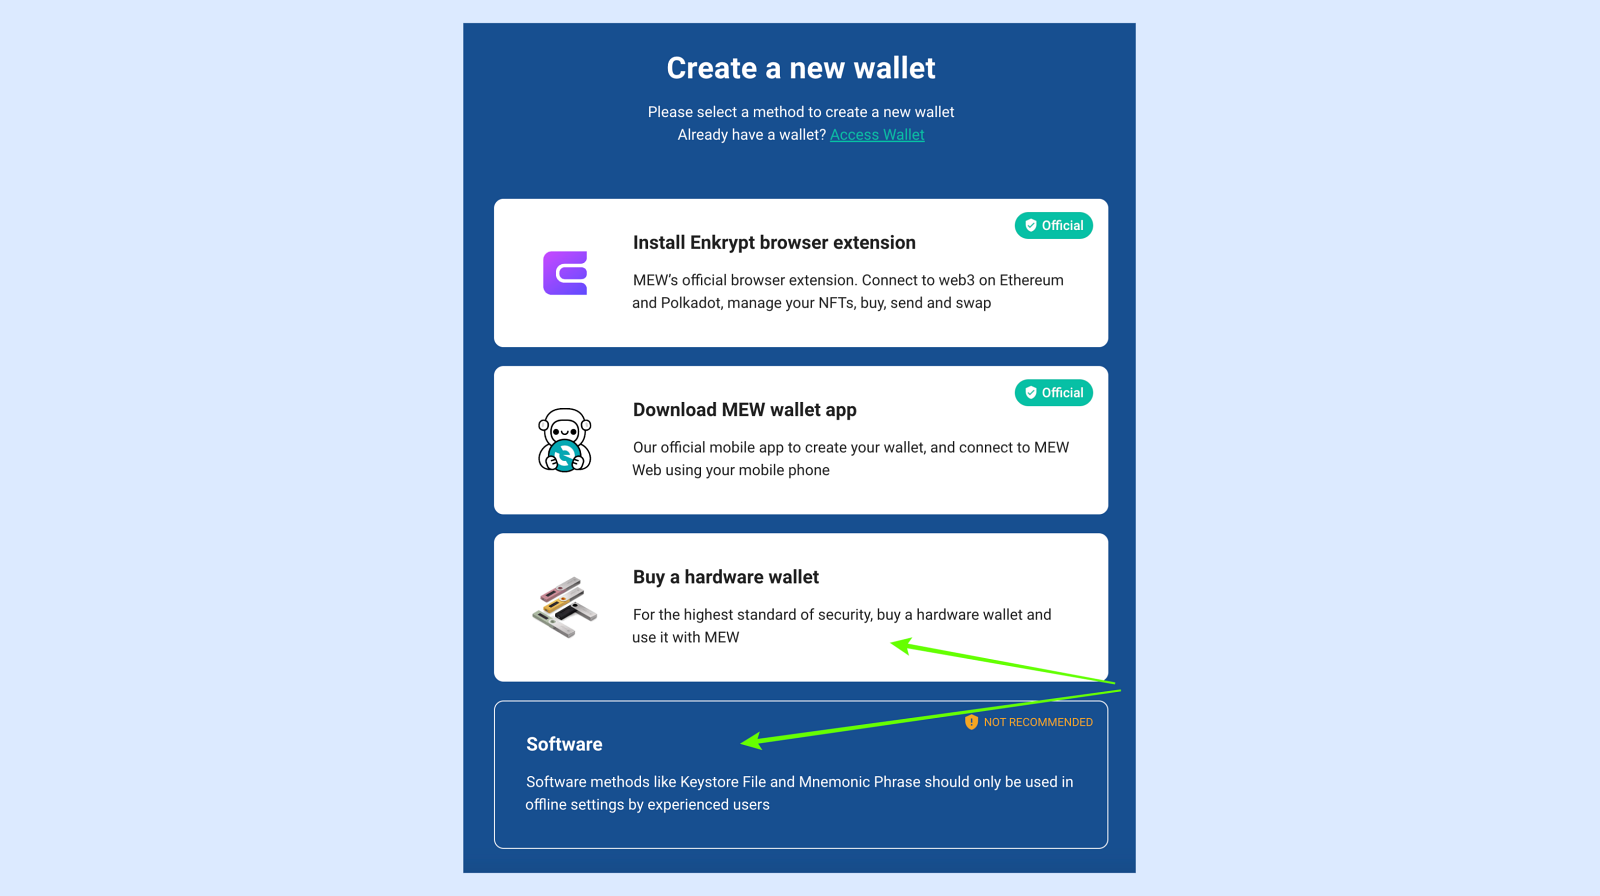 Create a new wallet
Please select a method to create a new wallet
Already have a wallet? Access Wallet
Official
Install Enkrypt browser extension
MEW’s official browser extension. Connect to web3 on Ethereum
and Polkadot, manage your NFTs, buy, send and swap
Official
Download MEW wallet app
Our official mobile app to create your wallet, and connect to MEW
Web using your mobile phone
Buy a hardware wallet
For the highest standard of security, buy a hardware wallet and
use it with MEW
NOT RECOMMENDED
Software
Software methods like Keystore File and Mnemonic Phrase should only be used in
offline settings by experienced users